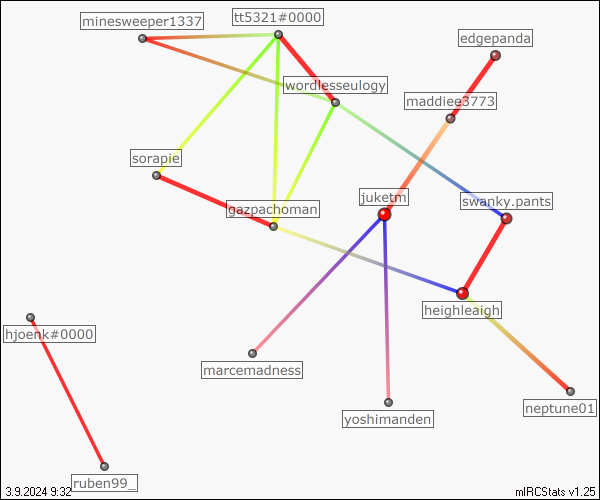 minesweeper1337
tt5321#0000
edgepanda
wordlesseulogy
maddiee3773
sorapie
juketm
swanky.pants
gazpachoman
heighleaigh
hjoenk#0000
marcemadness
yoshimanden
neptune01
ruben99_
3.9.2024 9:32
mIRCStats v1.25